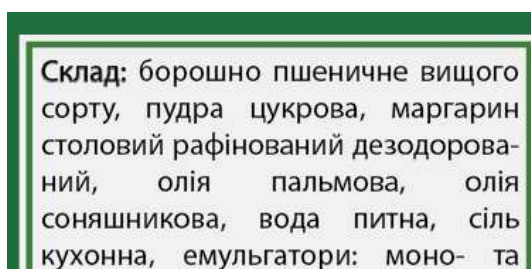 Склад: борошно пшеничне вищого
сорту, пудра цукрова, маргарин
столовий рафінований дезодорова-
ний, олія пальмова, олія
соняшникова, вода питна, сіль
кухонна, емульгатори: моно- та